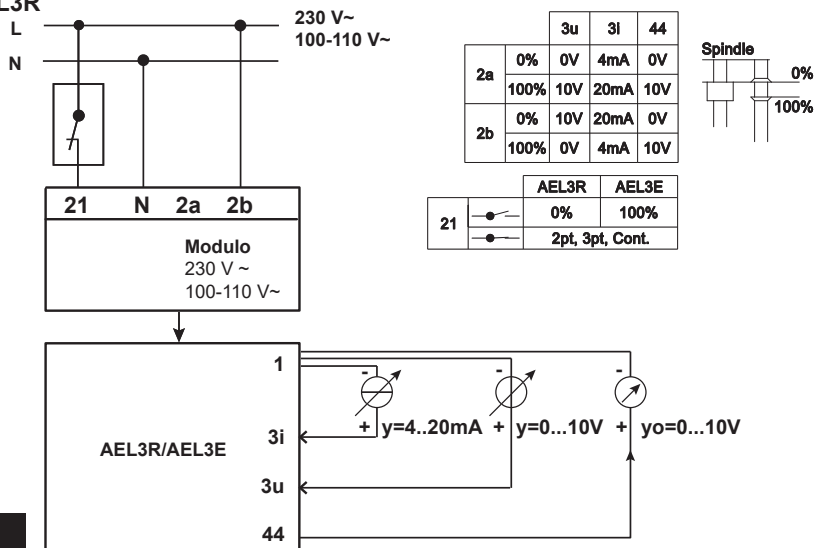 L3R
L
N
230 V~
100-110 V~
3u 3i 44
2a 0% 0V 4mA 0V
100% 10V 20mA 10V
2b 0% 10V 20mA 0V
100% 0V 4mA 10V
Spindle
0%
100%
AEL3R AEL3E
21 0% 100%
2pt, 3pt, Cont.
21 N 2a 2b
Modulo
230 V ~
100-110 V~
1
- - -
+ y=4..20mA + y=0...10V + yo=0...10V
3i
AEL3R/AEL3E
3u
44